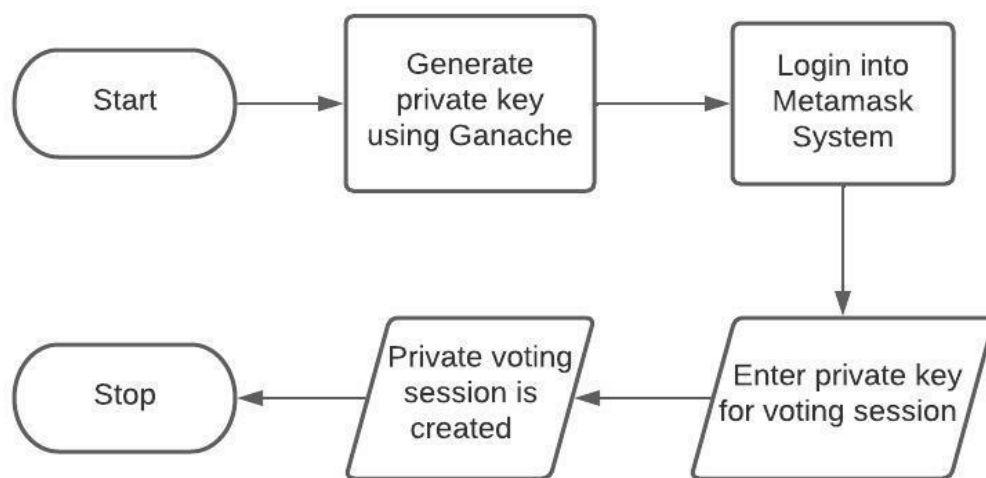 Start
Generate
private key
using Ganache
Login into
Metamask
System
Enter private key
for voting session
Private voting
session is
created
Stop